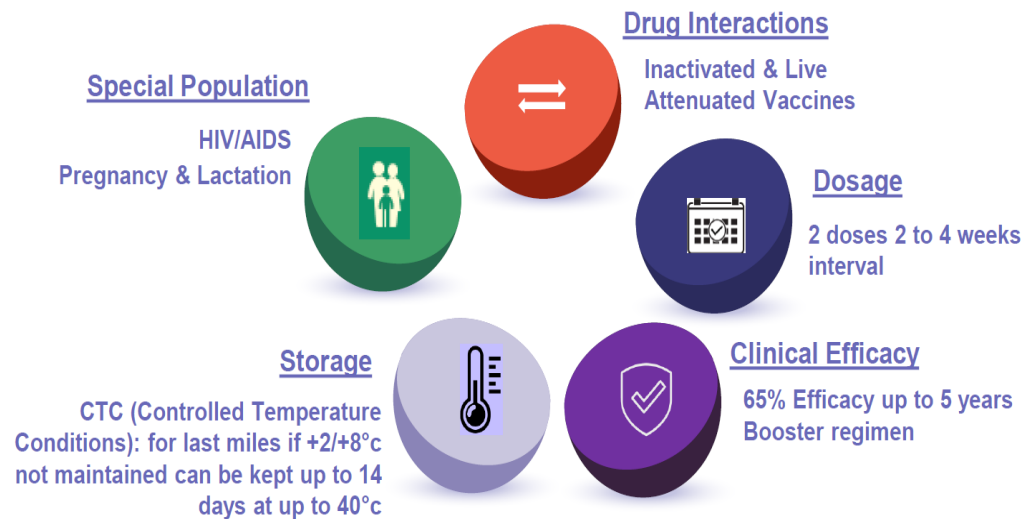 Drug Interactions
Inactivated & Live
Attenuated Vaccines
Special Population
HIV/AIDS
Pregnancy & Lactation
Dosage
2 doses 2 to 4 weeks
interval
Clinical Efficacy
65% Efficacy up to 5 years
Booster regimen
Storage
CTC (Controlled Temperature
Conditions): for last miles if +2/+8°c
not maintained can be kept up to 14
days at up to 40°c